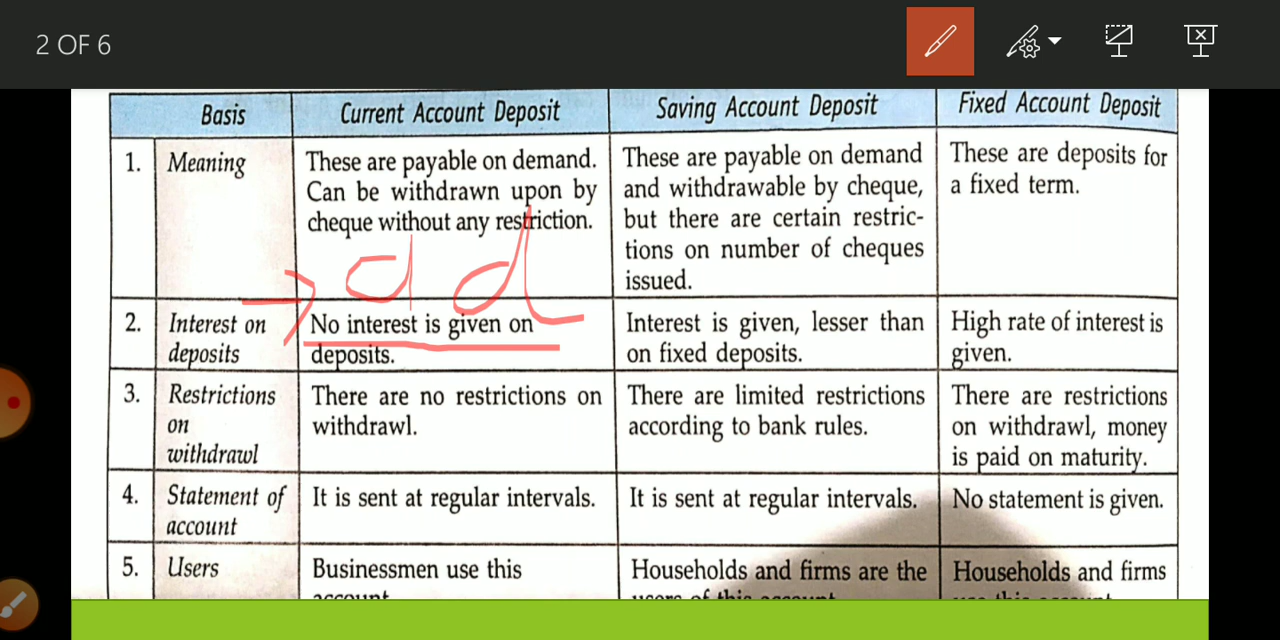 2 OF 6
Basis
Current Account Deposit
Saving Account Deposit
Fixed Account Deposit
1.
Meaning
These are payable on demand.
Can be withdrawn upon by
cheque without any restriction.
These are payable on demand
and withdrawable by cheque,
but there are certain restric-
tions on number of cheques
issued.
These are deposits for
a fixed term.
2.
Interest on
deposits
No interest is given on
deposits.
Interest is given, lesser than
on fixed deposits.
High rate of interest is
given.
3.
Restrictions
on
withdrawl
There are no restrictions on
withdrawl.
There are limited restrictions
according to bank rules.
There are restrictions
on withdrawl, money
is paid on maturity.
4.
Statement of
account
It is sent at regular intervals.
It is sent at regular intervals.
No statement is given.
5.
Users
Businessmen use this
Households and firms are the
Households and firms